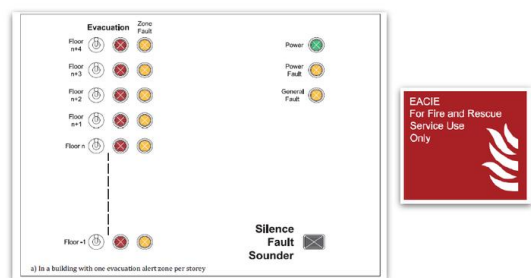 Evacuation
Zone
Fault
Floor
n+4
Floor
n+3
Floor
n+2
Floor
n+1
Floor n
Floor -1
Power
Power
Fault
General
Fault
Silence
Fault
Sounder
a) In a building with one evacuation alert zone per storey
EACIE
For Fire and Rescue
Service Use
Only